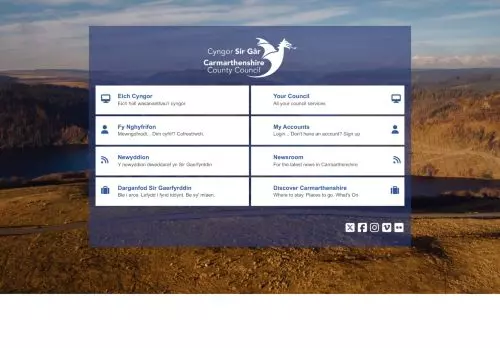 Cyngor Sir Gâr
Carmarthenshire
County Council
Eich Cyngor
Eich holl wasanaethau'r cyngor
Your Council
All your council services
Fy Nghyfrifon
Mewngofnodi... Dim cyfrif? Cofrestrwch.
My Accounts
Login... Don't have an account? Sign up
Newyddion
Y newyddion diweddaraf yn Sir Gaerfyrddin
Newsroom
For the latest news in Carmarthenshire
Darganfod Sir Gaerfyrddin
Ble i aros. Lefydd i fynd iddynt. Be sy' mlaen.
Discover Carmarthenshire
Where to stay. Places to go. What's On.